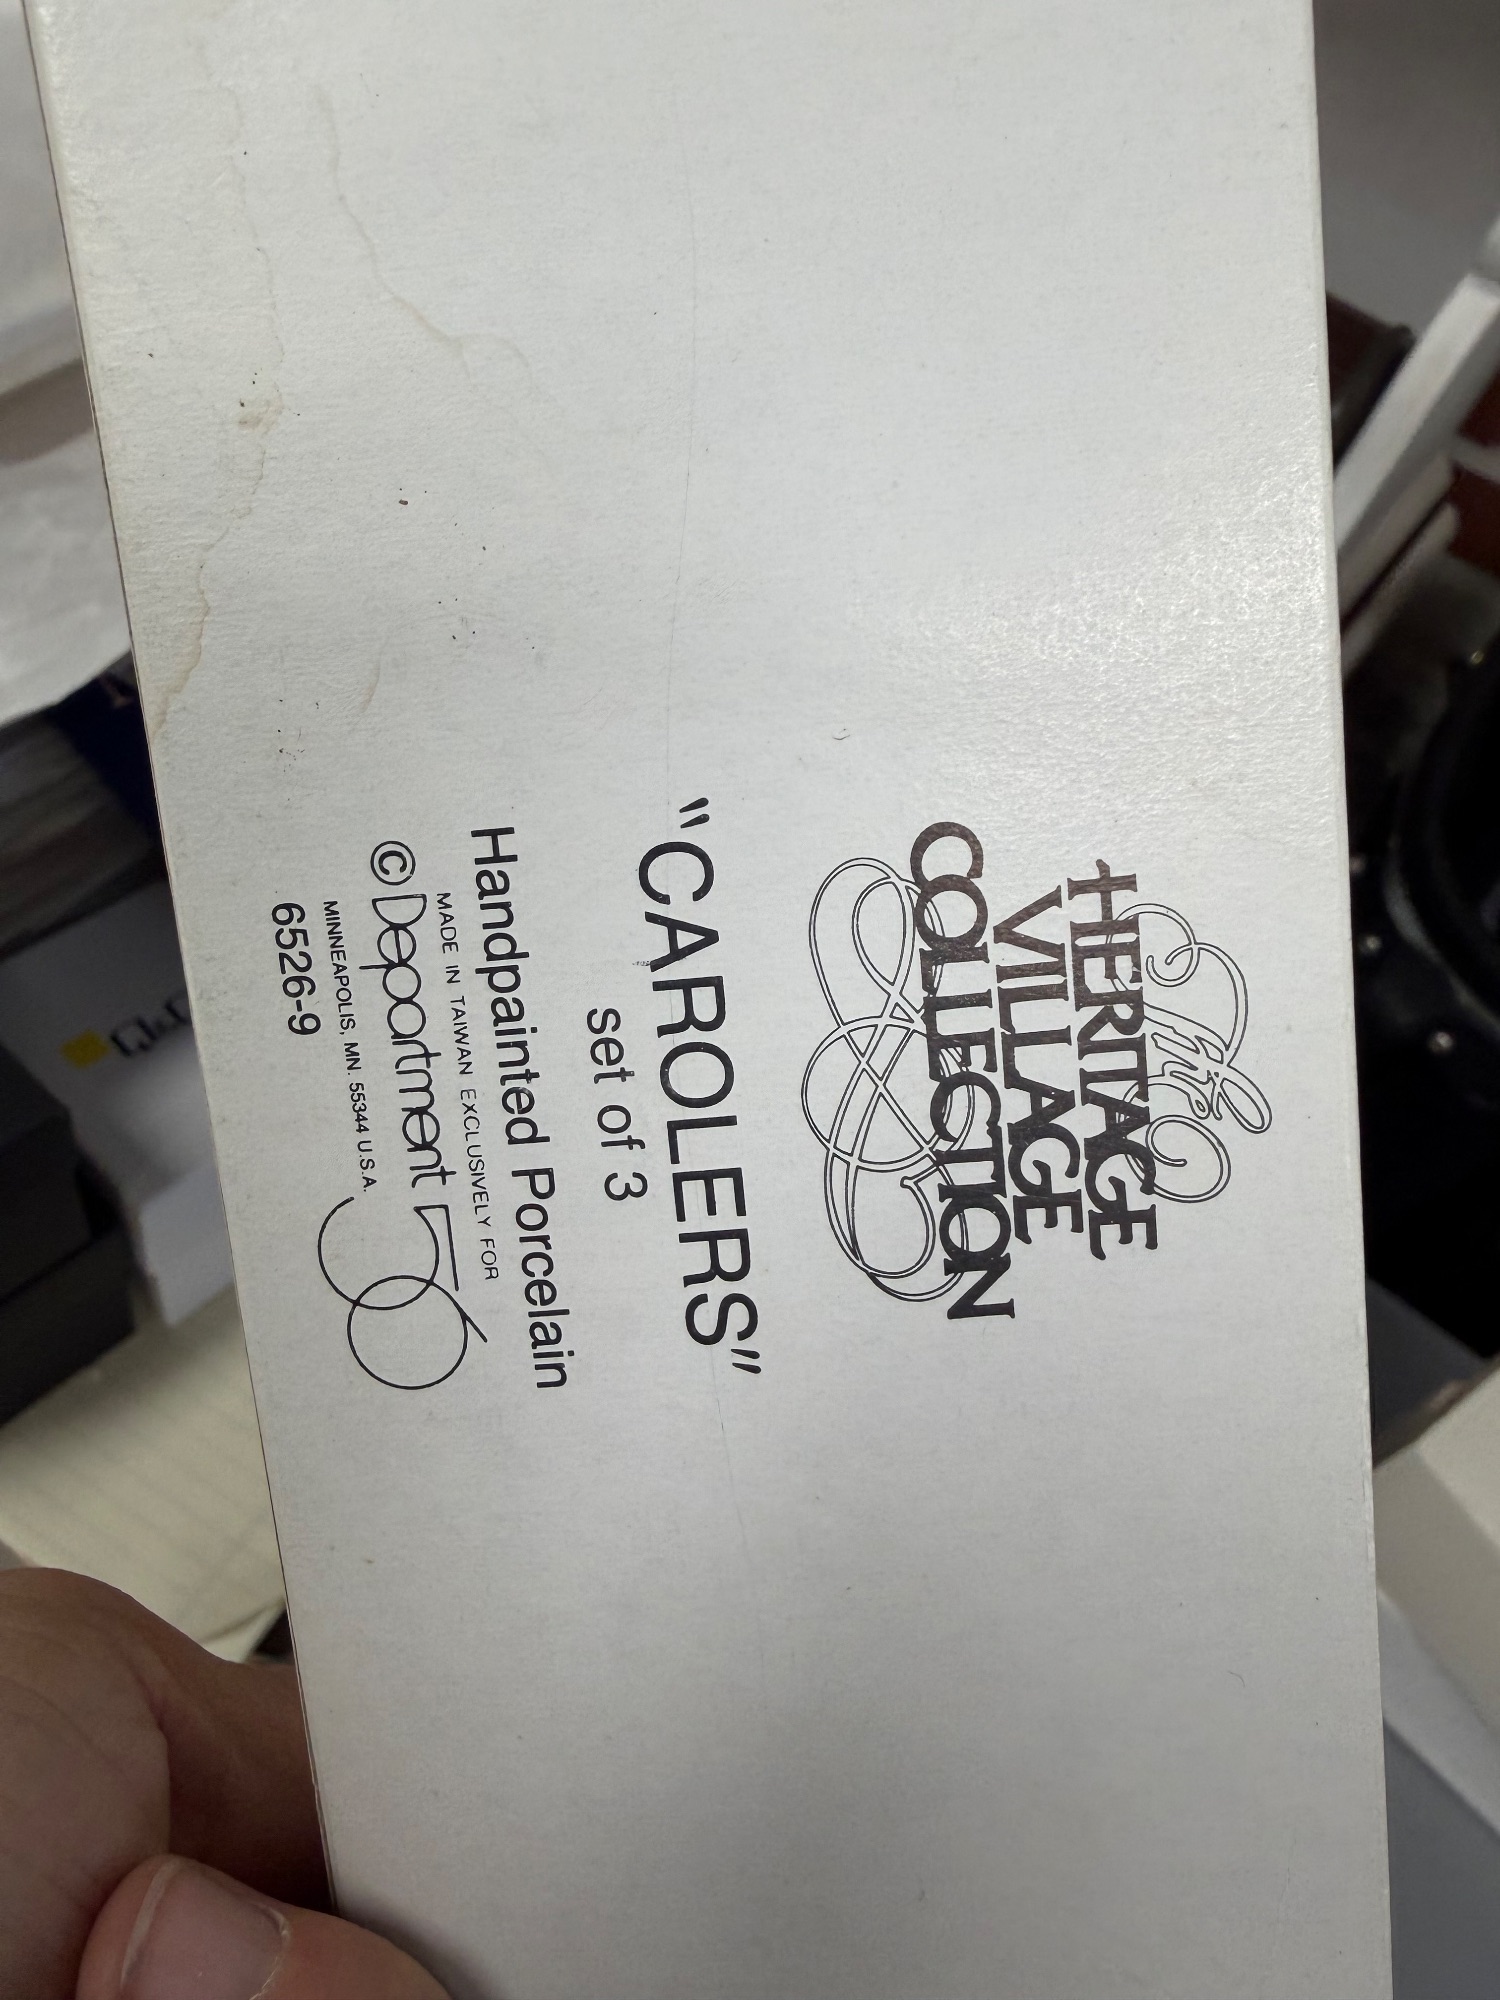 The
HERITAGE
VILLAGE
COLLECTION
"CAROLERS"
set of 3
Handpainted Porcelain
MADE IN TAIWAN EXCLUSIVELY FOR
© Department 56
MINNEAPOLIS, MN. 55344 U.S.A.
6526-9